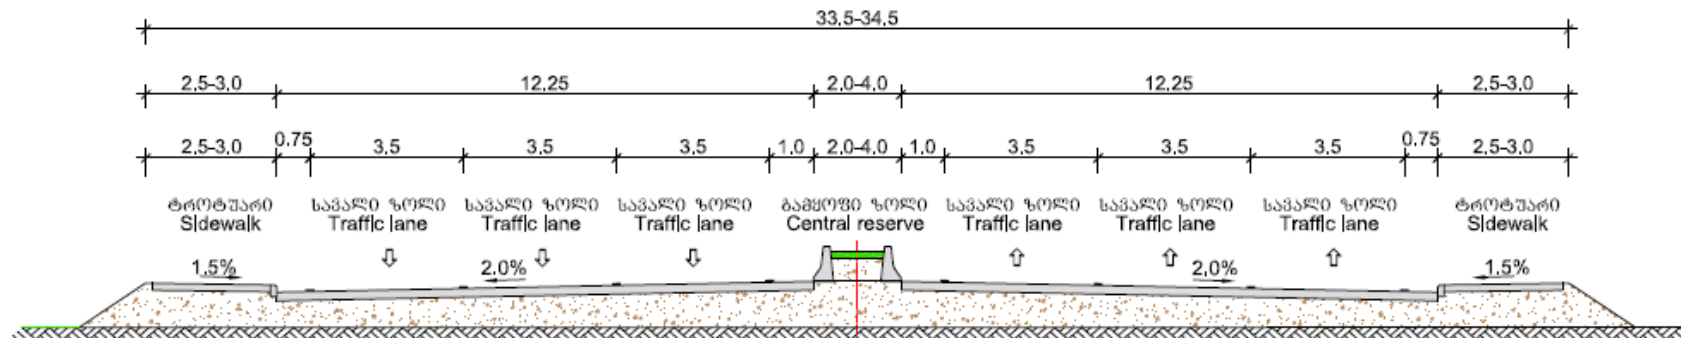 33,5-34,5
2,5-3,0 12,25 2,0-4,0 12,25 2,5-3,0
2,5-3,0 0,75 3,5 3,5 3,5 1,0 2,0-4,0 1,0 3,5 3,5 3,5 0,75 2,5-3,0
ტროტუარი სავალი ზოლი სავალი ზოლი სავალი ზოლი გამყოფი ზოლი სავალი ზოლი სავალი ზოლი სავალი ზოლი ტროტუარი
Sidewalk Traffic lane Traffic lane Traffic lane Central reserve Traffic lane Traffic lane Traffic lane Sidewalk
1,5% 2,0% 2,0% 1,5%